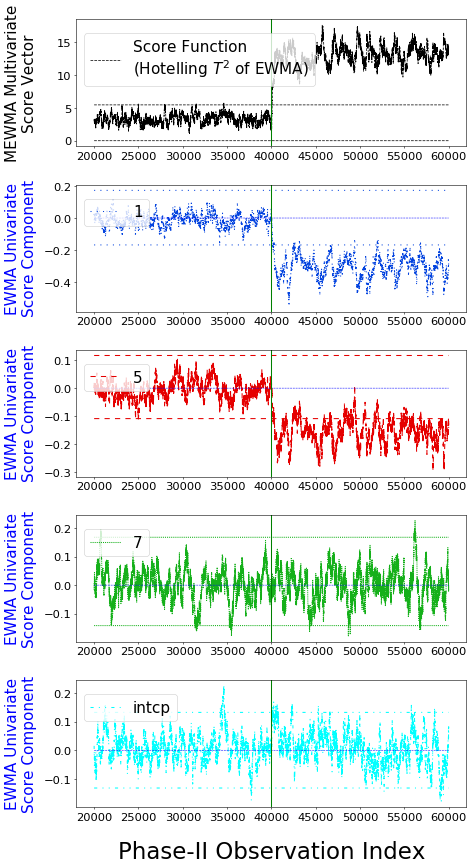 MEWMA Multivariate
Score Vector
Score Function
(Hotelling $T^2$ of EWMA)
15
10
5
0
20000 25000 30000 35000 40000 45000 50000 55000 60000
EWMA Univariate
Score Component
1
0.2
0.0
−0.2
−0.4
20000 25000 30000 35000 40000 45000 50000 55000 60000
EWMA Univariate
Score Component
5
0.1
0.0
−0.1
−0.2
−0.3
20000 25000 30000 35000 40000 45000 50000 55000 60000
EWMA Univariate
Score Component
7
0.2
0.1
0.0
−0.1
20000 25000 30000 35000 40000 45000 50000 55000 60000
EWMA Univariate
Score Component
intcp
0.2
0.1
0.0
−0.1
20000 25000 30000 35000 40000 45000 50000 55000 60000
Phase-II Observation Index